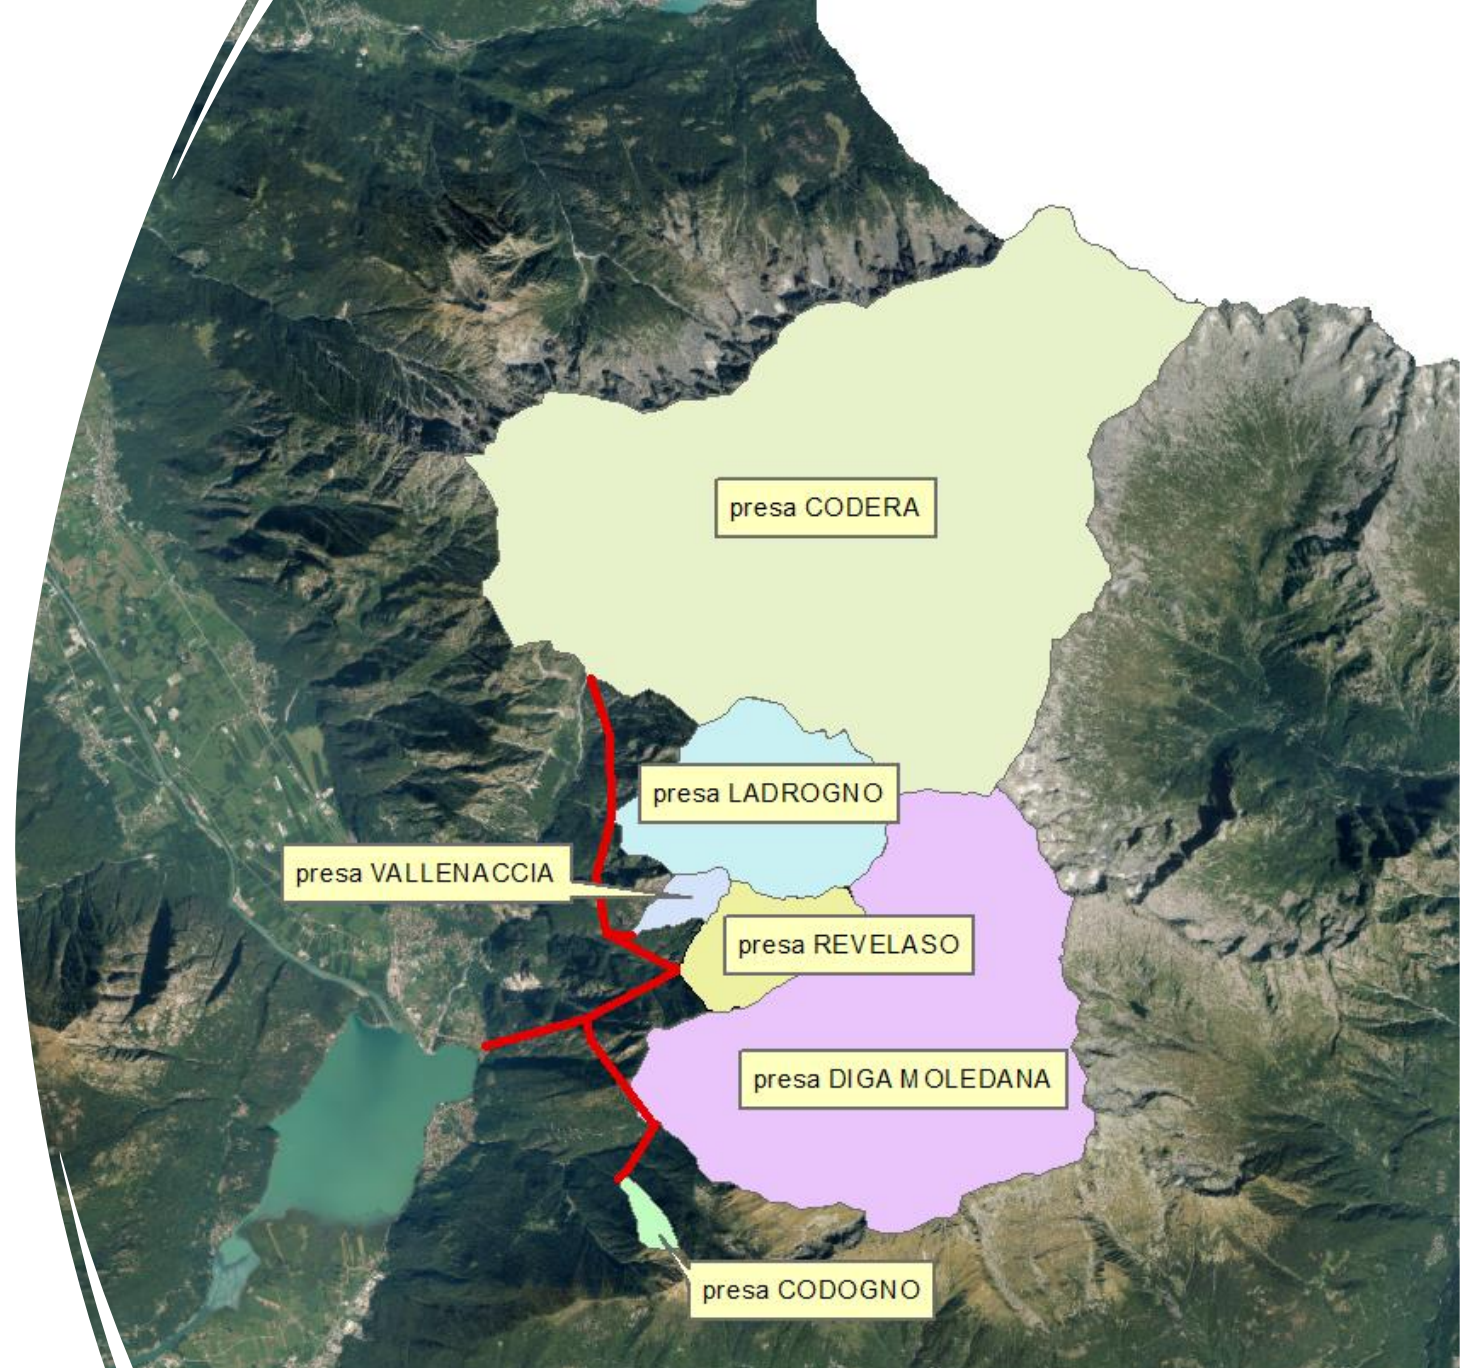 presa CODERA
presa LADROGNO
presa VALLENACCIA
presa REVELASO
presa DIGA MOLEDANA
presa CODOGNO